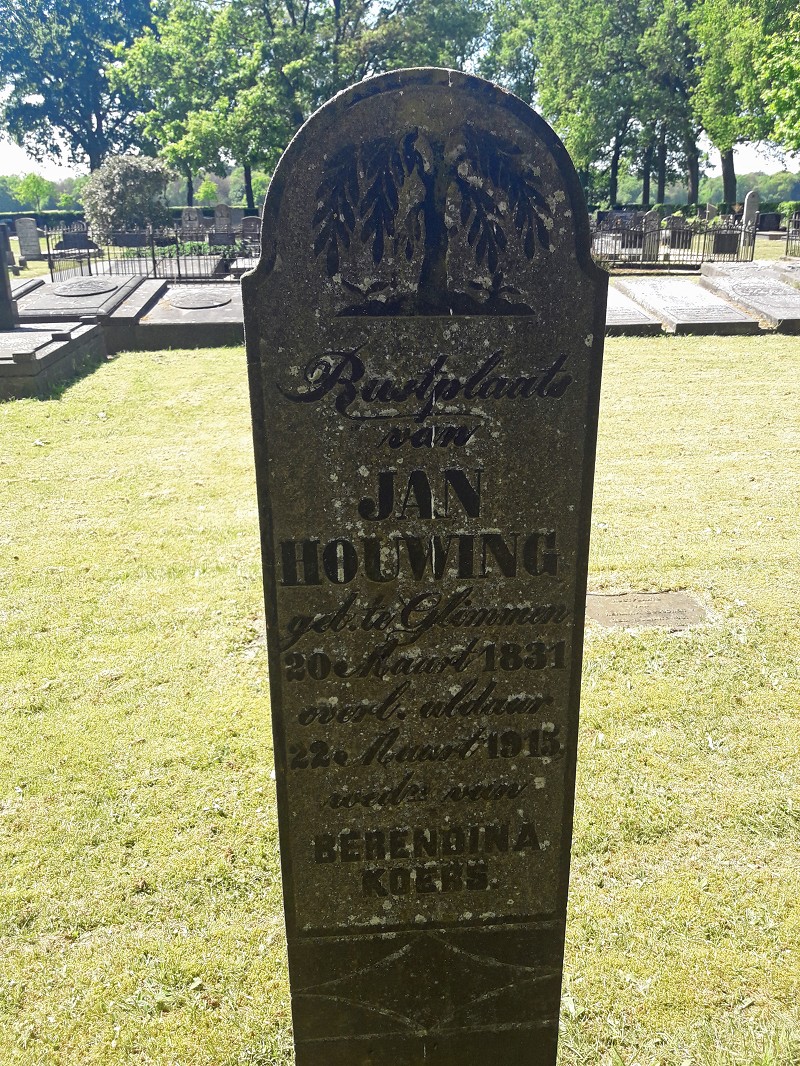 Rustplaats
van
JAN
HOUWING
geb. te Glimmen
20 Maart 1831
overl. aldaar
22 Maart 1915
wedr. van
BERENDINA
KOERS.